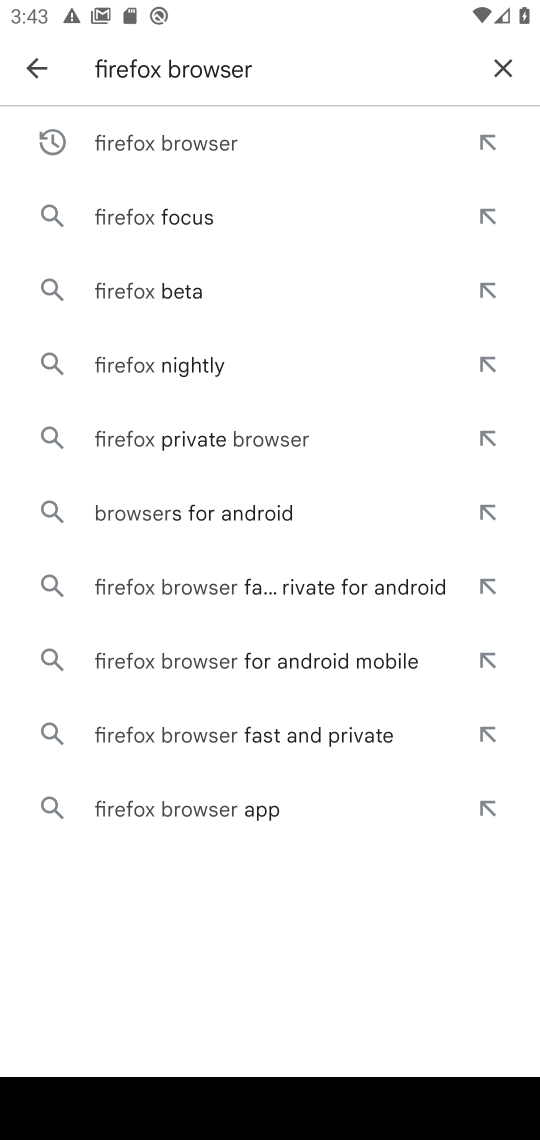 3:43
firefox browser
firefox browser
firefox focus
firefox beta
firefox nightly
firefox private browser
browsers for android
firefox browser fa... rivate for android
firefox browser for android mobile
firefox browser fast and private
firefox browser app